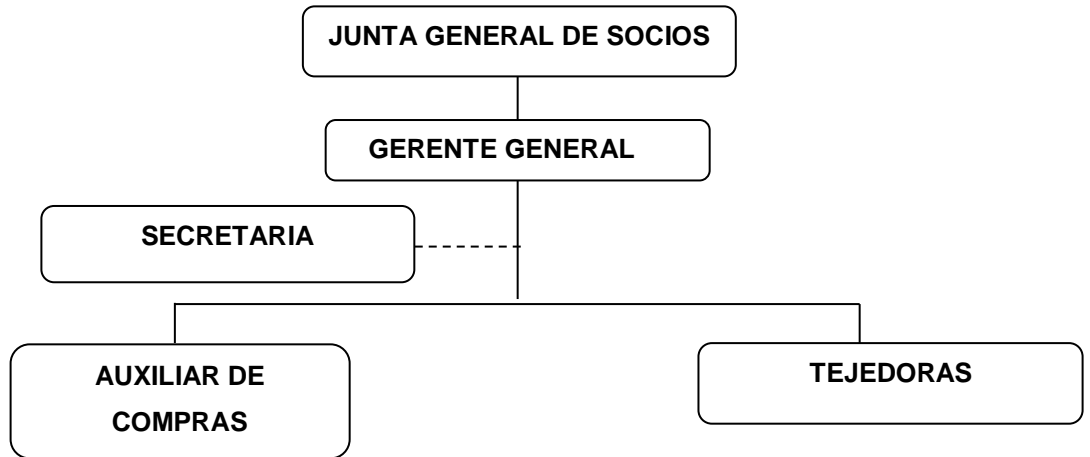 JUNTA GENERAL DE SOCIOS
GERENTE GENERAL
SECRETARIA
AUXILIAR DE
COMPRAS
TEJEDORAS